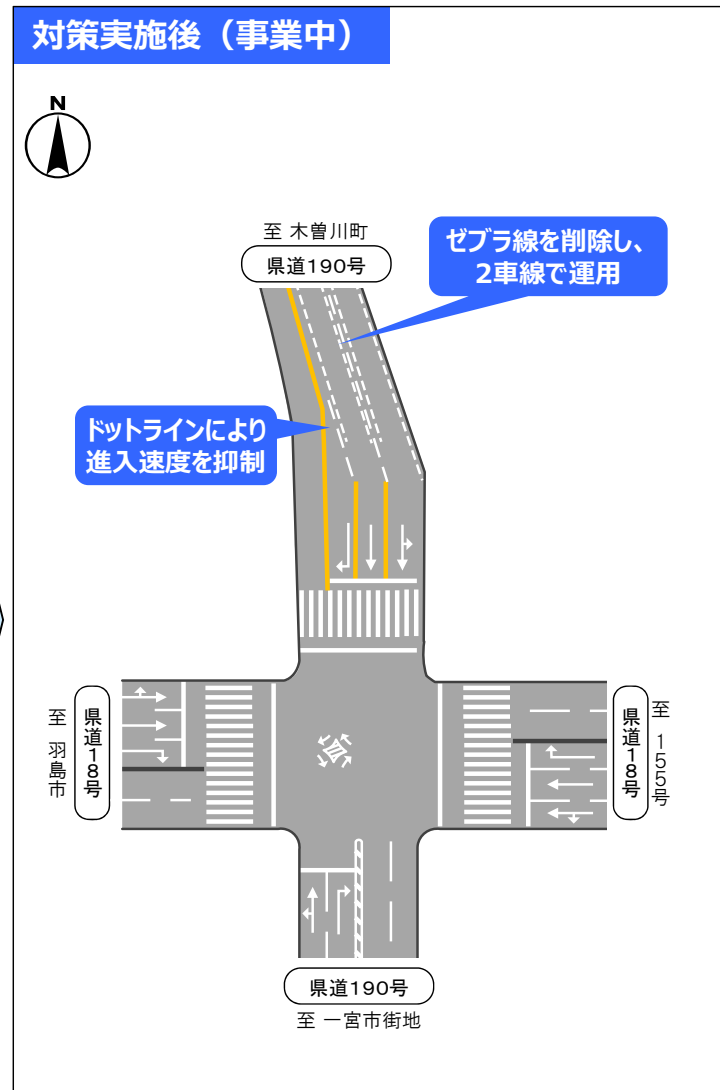 対策実施後（事業中）
N
至 木曽川町
県道190号
ゼブラ線を削除し、
2車線で運用
ドットラインにより
進入速度を抑制
至 羽島市
県道18号
県道18号
至 155号
県道190号
至 一宮市街地